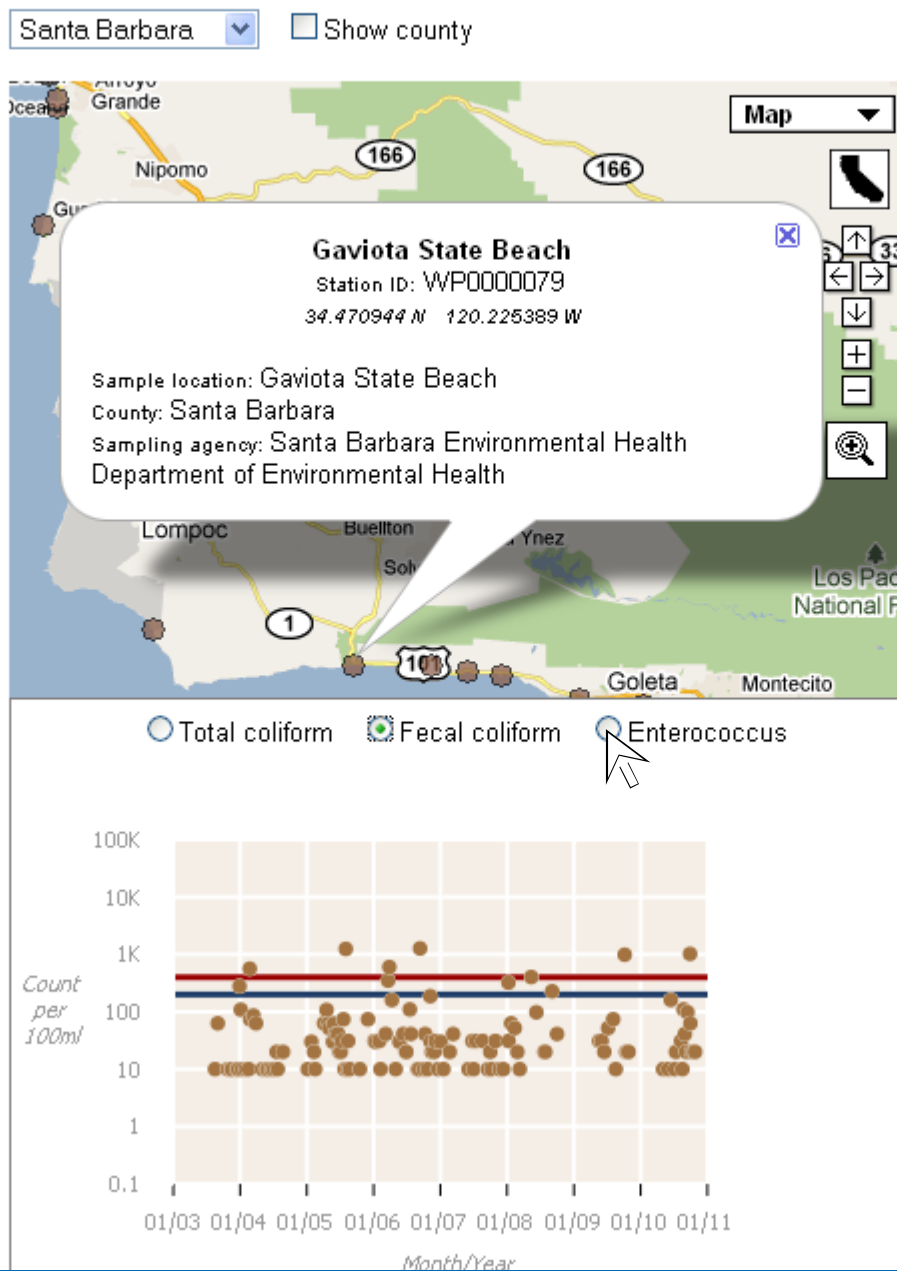 Santa Barbara
Show county
Arroyo
Grande
Map
166
166
Nipomo
Gaviota State Beach
Station ID: WP0000079
34.470944 N 120.225389 W
Sample location: Gaviota State Beach
County: Santa Barbara
Sampling agency: Santa Barbara Environmental Health
Department of Environmental Health
Lompoc
Buellton
Ynez
1
101
Goleta
Montecito
Total coliform
Fecal coliform
Enterococcus
100K
10K
1K
100
10
1
0.1
Count
per
100ml
01/03 01/04 01/05 01/06 01/07 01/08 01/09 01/10 01/11
Month/Year